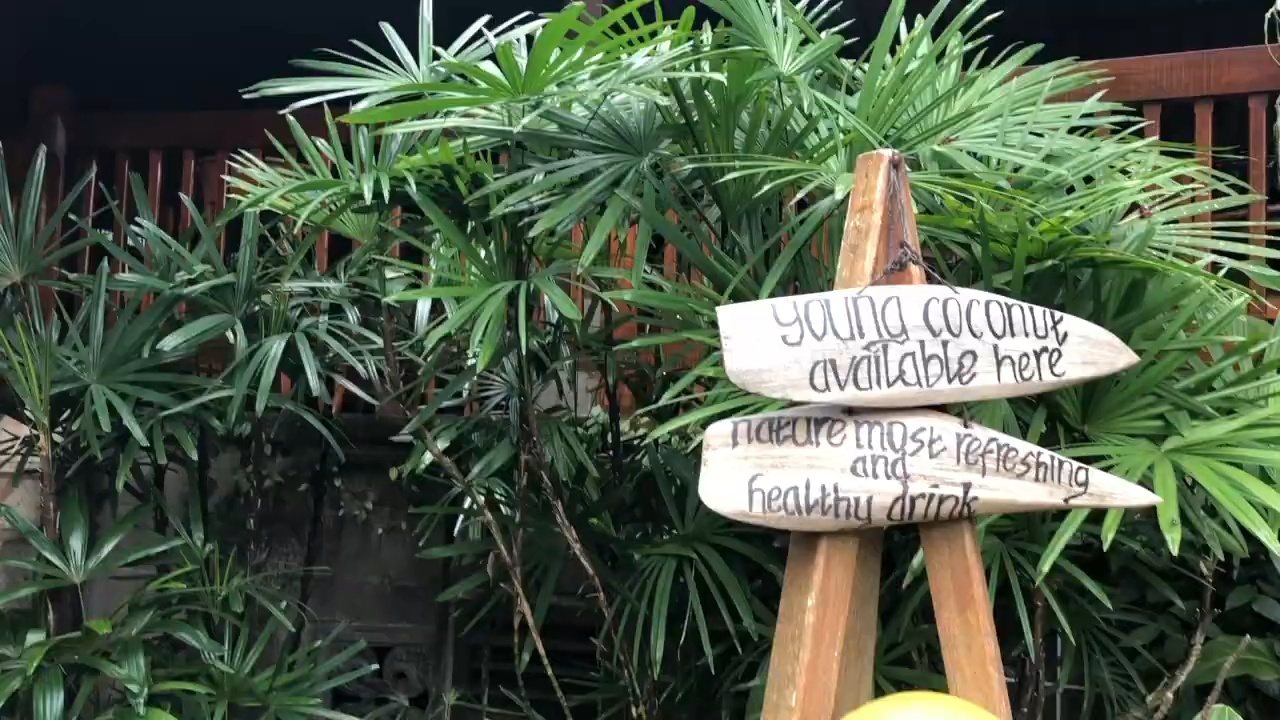 young coconut
available here
nature most refreshing
and
healthy drink